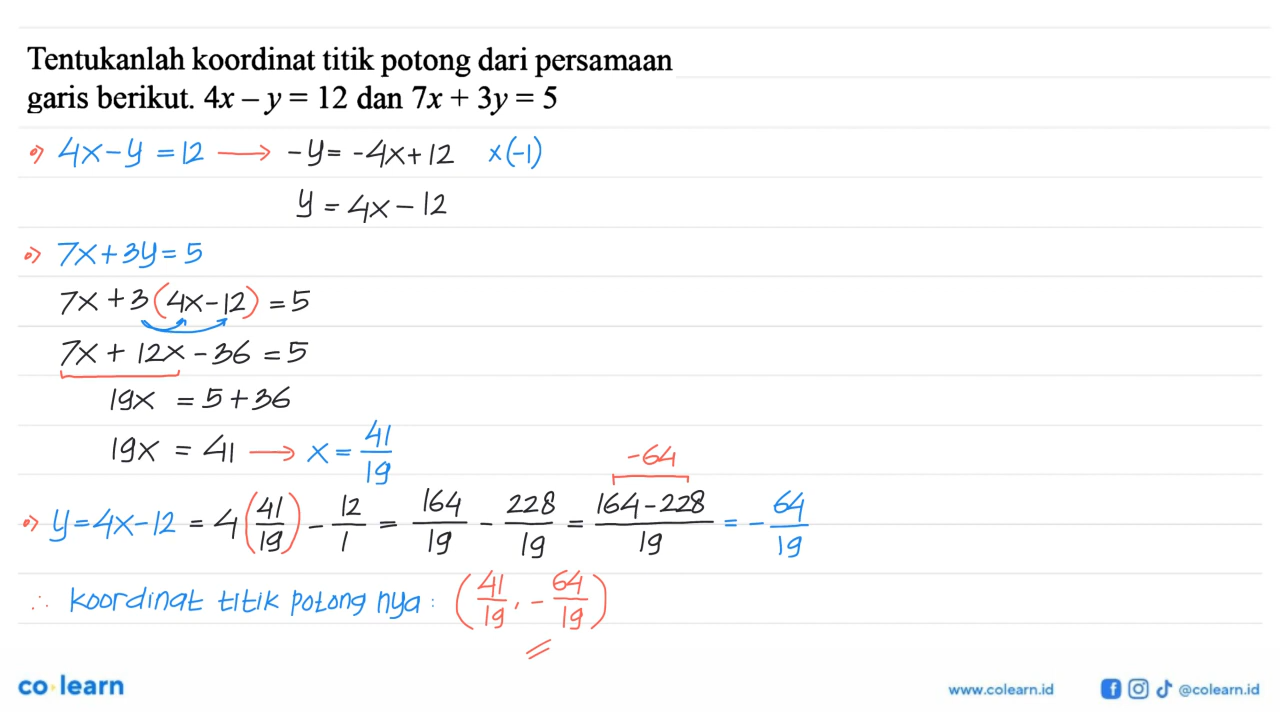 Tentukanlah koordinat titik potong dari persamaan
garis berikut. 4x – y = 12 dan 7x + 3y = 5
•) 4x – y = 12 → -y = -4x + 12 x(-1)
y = 4x – 12
•) 7x + 3y = 5
7x + 3(4x – 12) = 5
7x + 12x – 36 = 5
19x = 5 + 36
19x = 41 → x = 41/19
-64
•) y = 4x – 12 = 4(41/19) – 12/1 = 164/19 – 228/19 = 164 – 228/19 = – 64/19
∴ koordinat titik potong nya : (41/19, – 64/19)
co learn
www.colearn.id @colearn.id